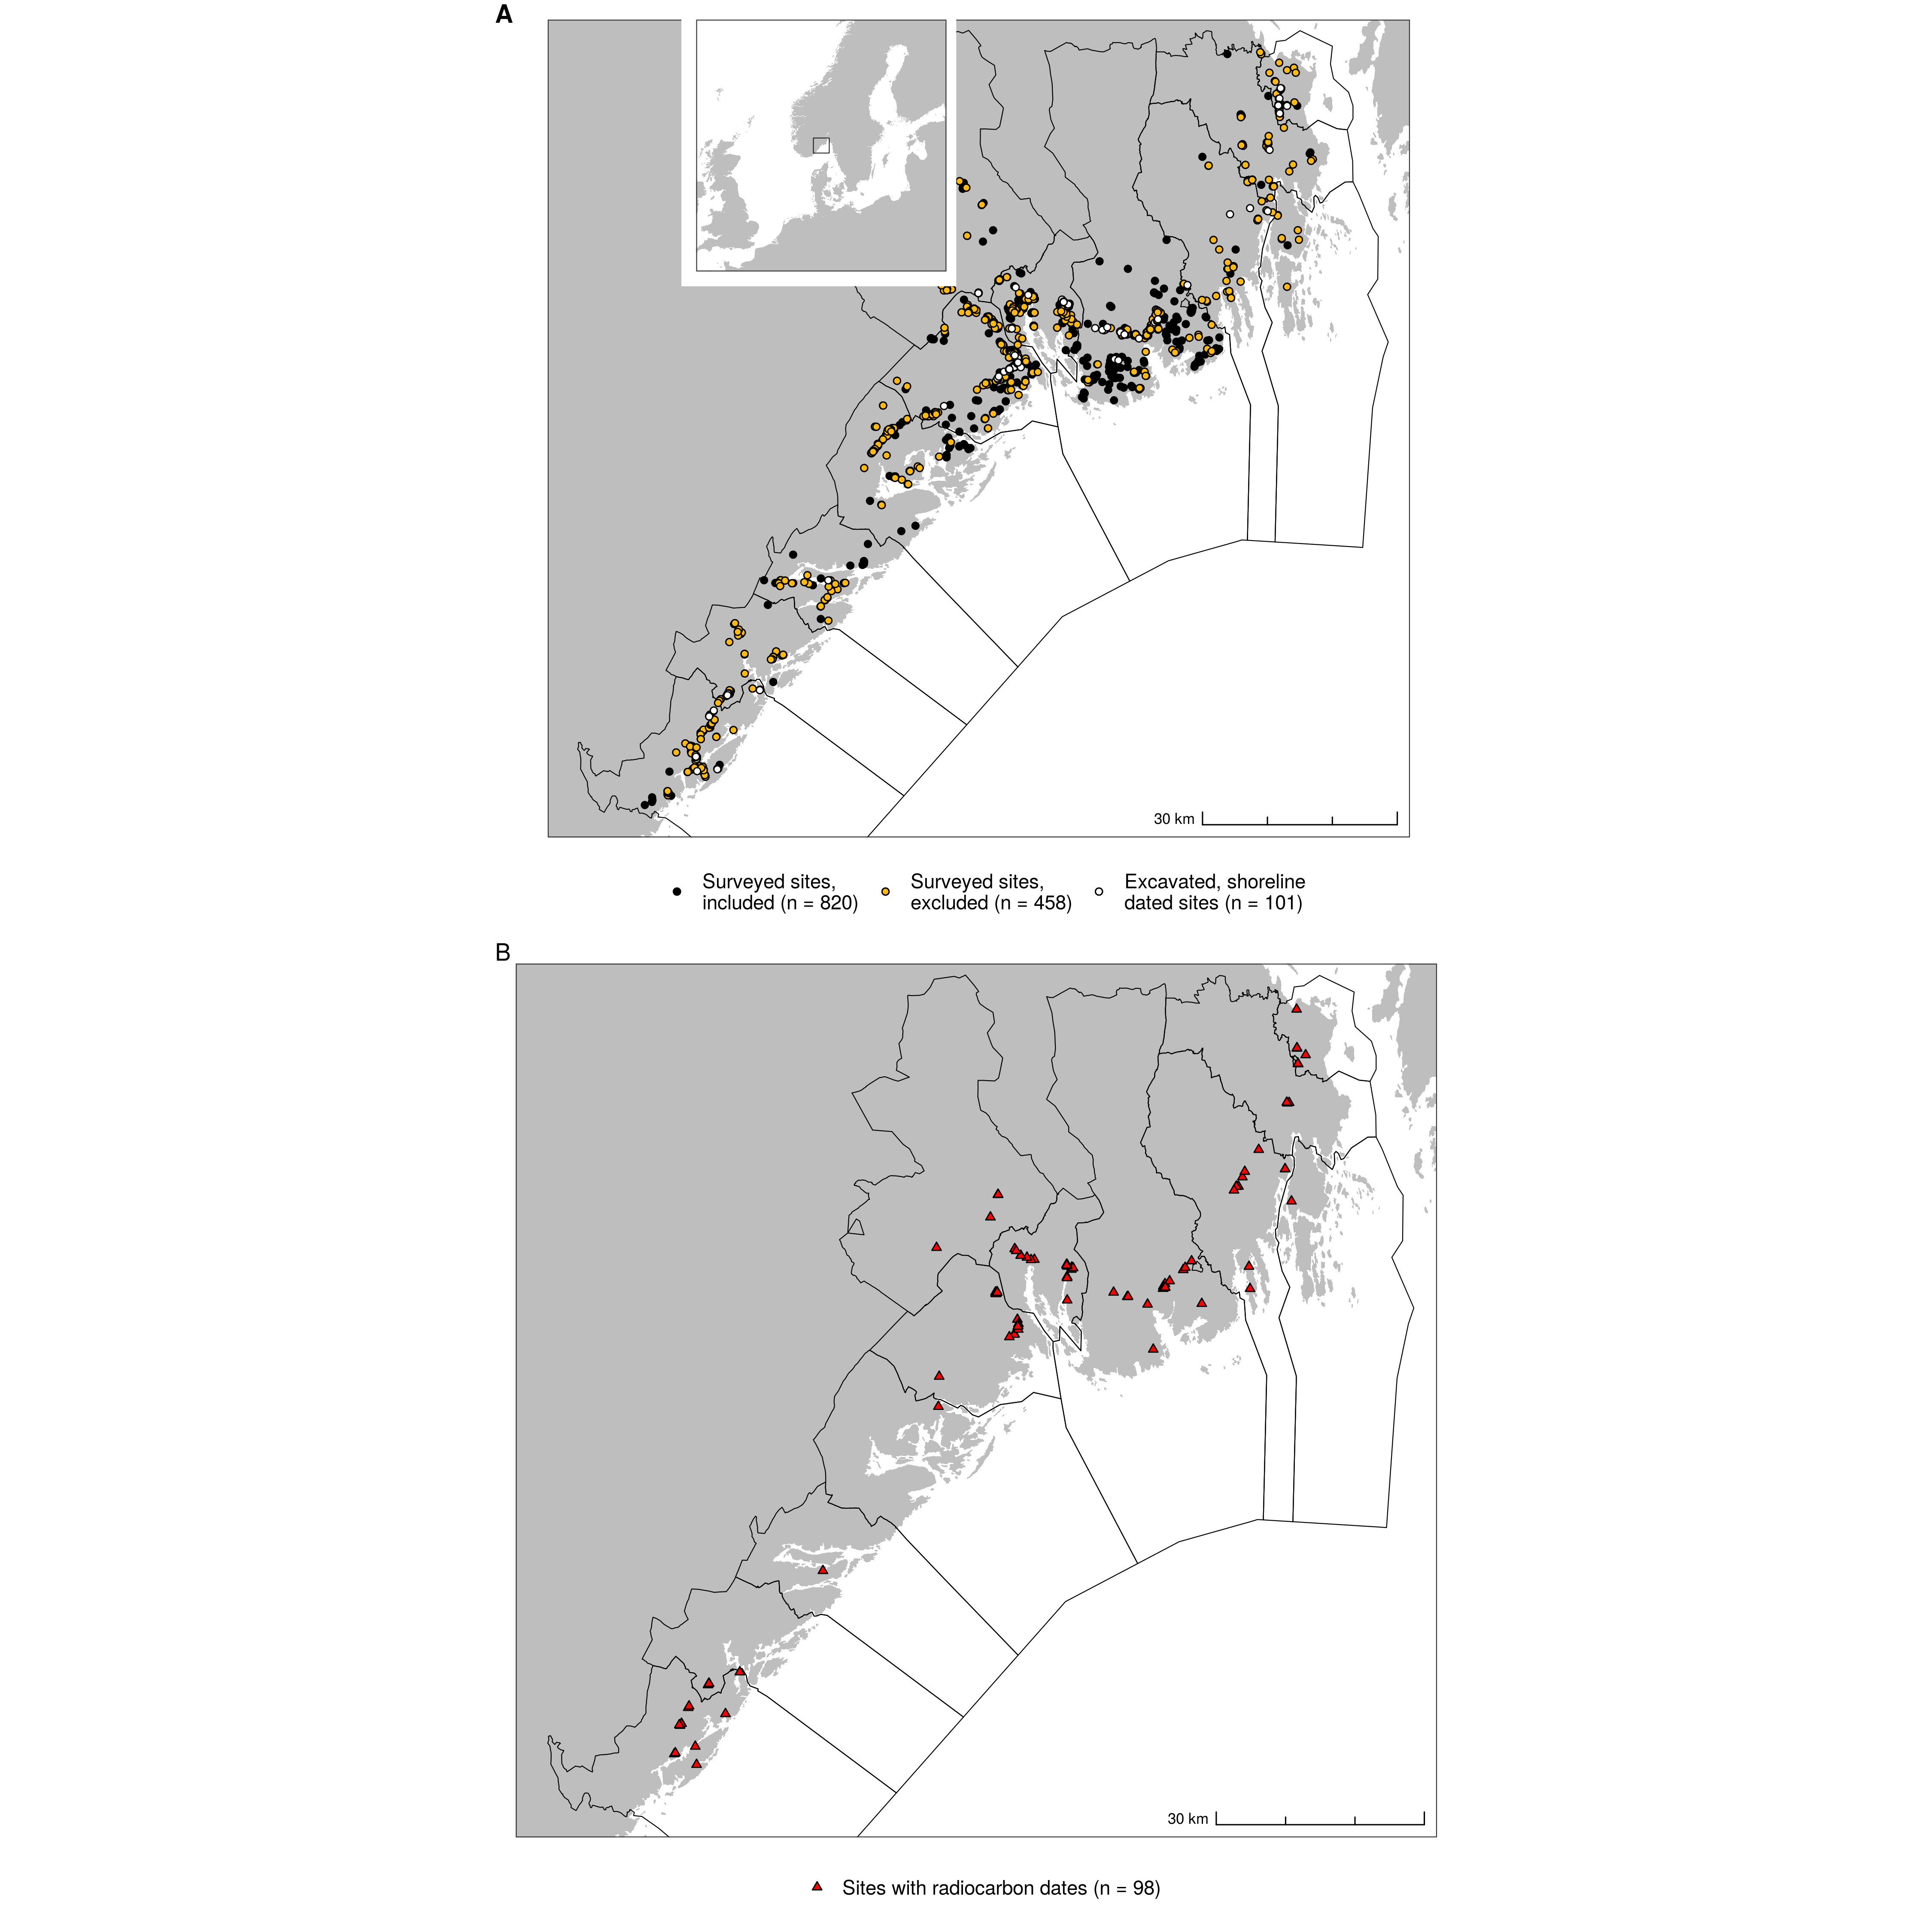 A
30 km
Surveyed sites,
included (n = 820)
Surveyed sites,
excluded (n = 458)
Excavated, shoreline
dated sites (n = 101)
B
30 km
Sites with radiocarbon dates (n = 98)